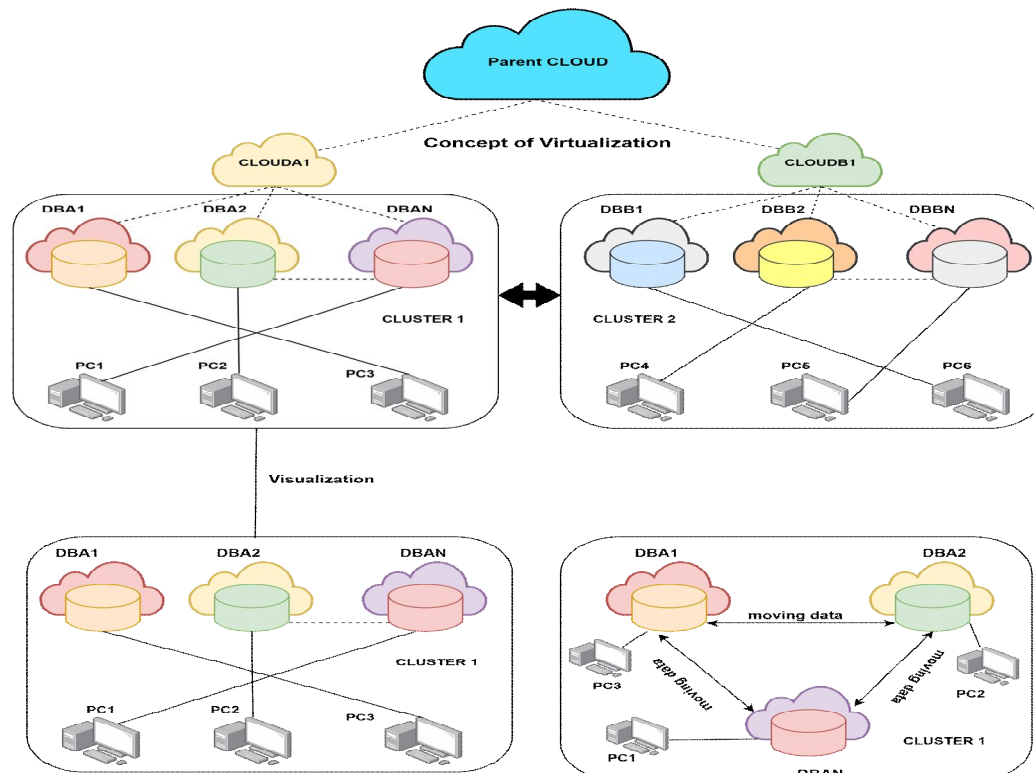 Parent CLOUD
Concept of Virtualization
CLOUDA1
CLOUDB1
DBA1
DBA2
DBAN
CLUSTER 1
PC1
PC2
PC3
DBB1
DBB2
DBBN
CLUSTER 2
PC4
PC5
PC6
Visualization
DBA1
DBA2
DBAN
CLUSTER 1
PC1
PC2
PC3
DBA1
DBA2
moving data
moving data
moving data
PC3
PC2
PC1
CLUSTER 1
DBAN